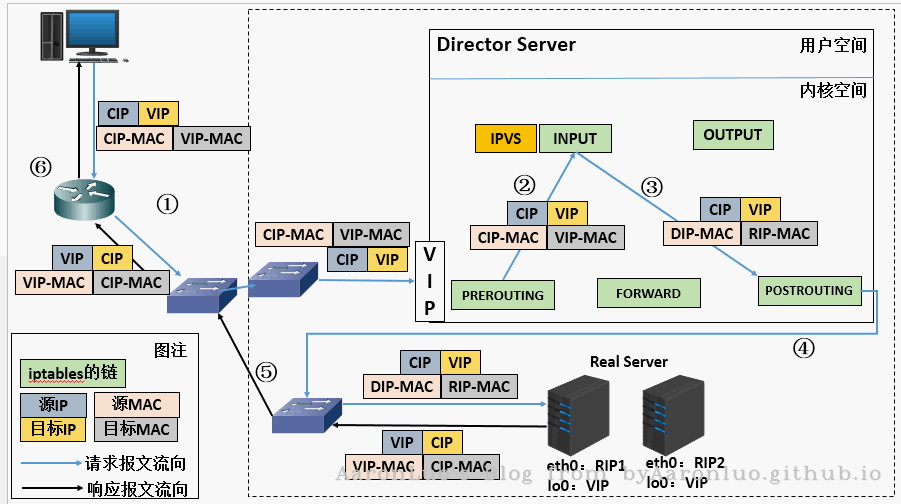 Director Server
用户空间
内核空间
CIP VIP
CIP-MAC VIP-MAC
IPVS INPUT
OUTPUT
⑥
①
②
③
CIP VIP
CIP-MAC VIP-MAC
CIP VIP
DIP-MAC RIP-MAC
CIP-MAC VIP-MAC
CIP VIP
VIP CIP
VIP-MAC CIP-MAC
VIP
PREROUTING
FORWARD
POSTROUTING
④
图注
iptables的链
源IP 源MAC
目标IP 目标MAC
请求报文流向
响应报文流向
⑤
CIP VIP
DIP-MAC RIP-MAC
Real Server
VIP CIP
VIP-MAC CIP-MAC
eth0：RIP1
lo0：VIP
eth0：RIP2
lo0：VIP
blog from byAaronluo.github.io